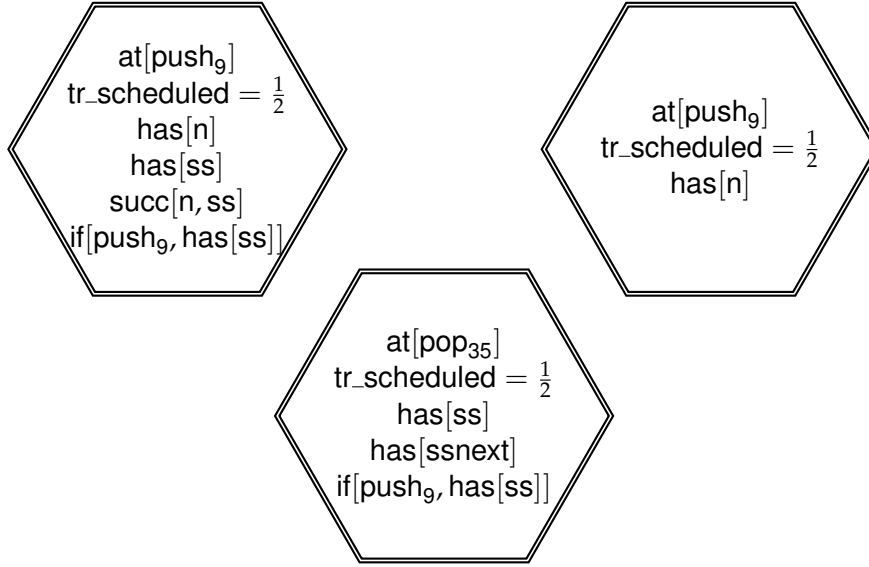 at[push₉]
tr_scheduled = ½
has[n]
has[ss]
succ[n, ss]
if[push₉, has[ss]]
at[push₉]
tr_scheduled = ½
has[n]
at[pop₃₅]
tr_scheduled = ½
has[ss]
has[ssnext]
if[push₉, has[ss]]